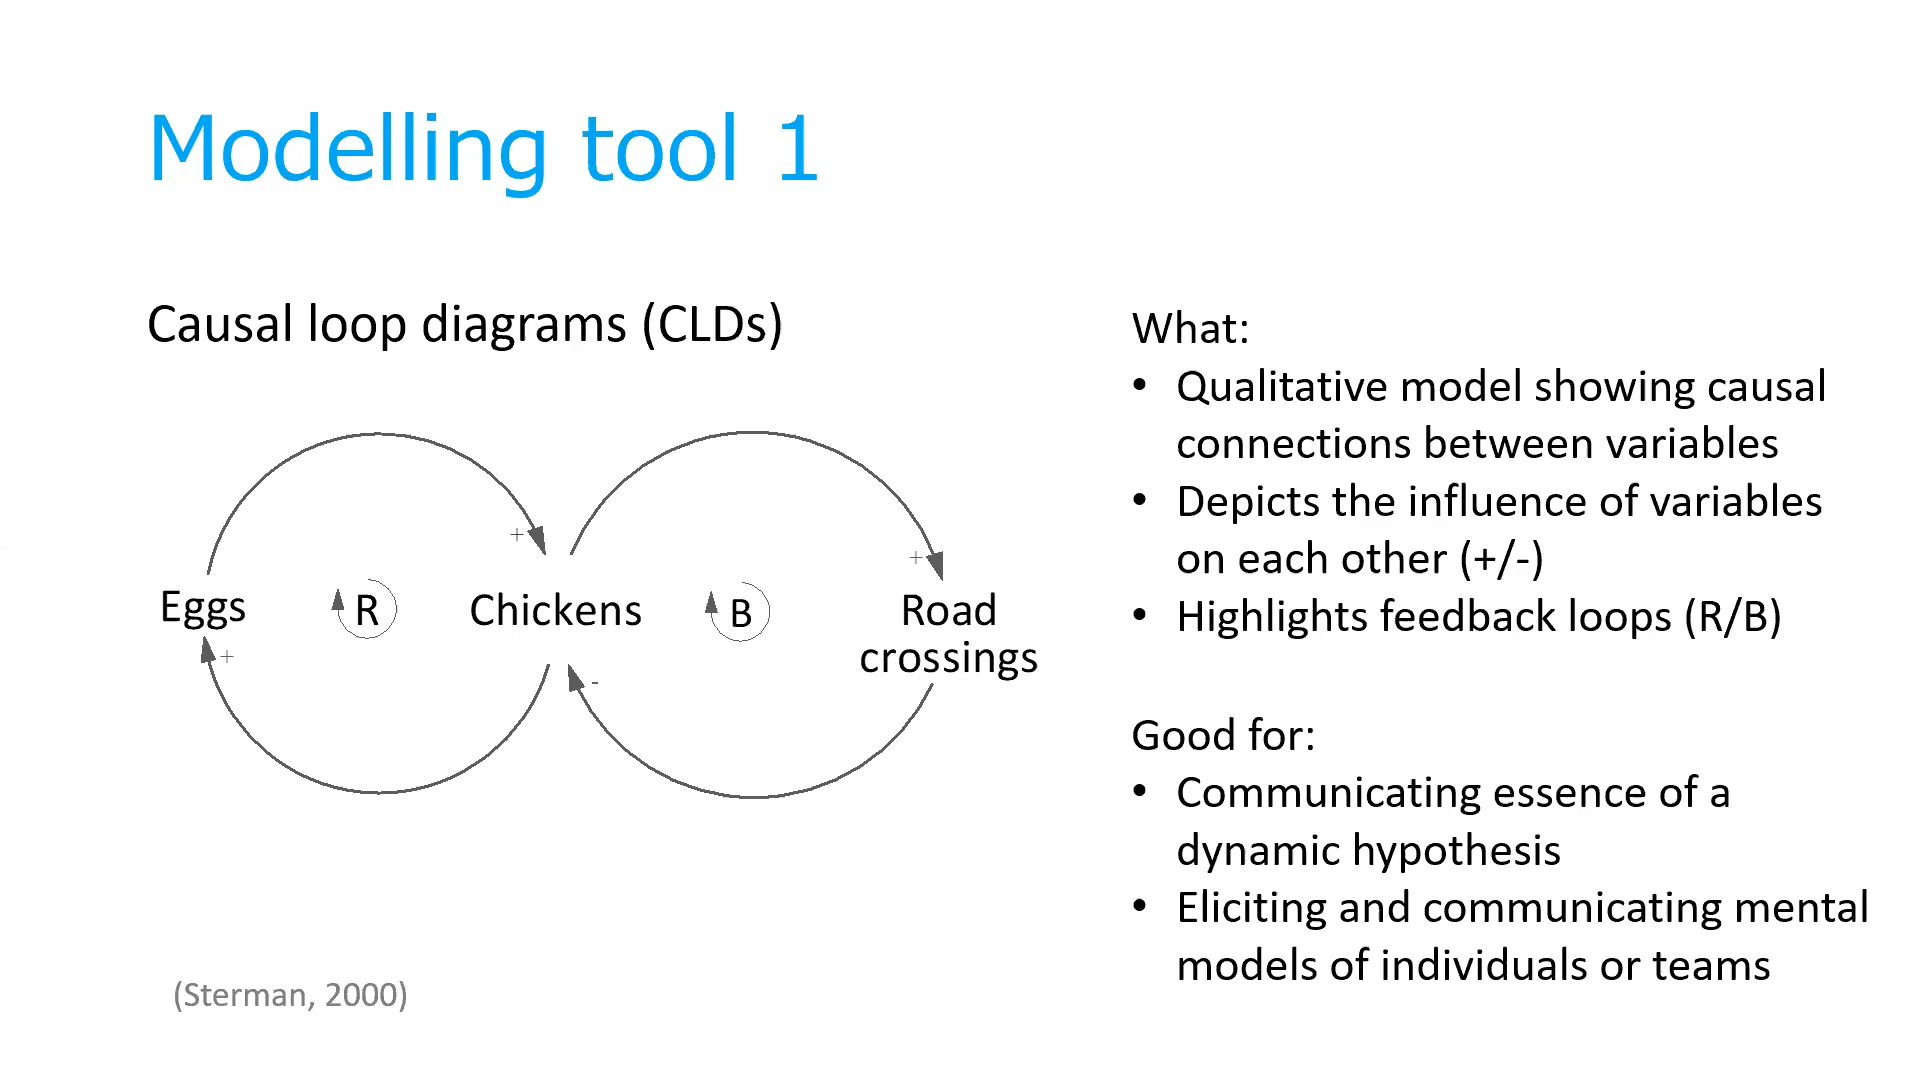 Modelling tool 1
Causal loop diagrams (CLDs)
+
+
Eggs
R
Chickens
B
Road
crossings
+
-
(Sterman, 2000)
What:
• Qualitative model showing causal
connections between variables
• Depicts the influence of variables
on each other (+/-)
• Highlights feedback loops (R/B)
Good for:
• Communicating essence of a
dynamic hypothesis
• Eliciting and communicating mental
models of individuals or teams